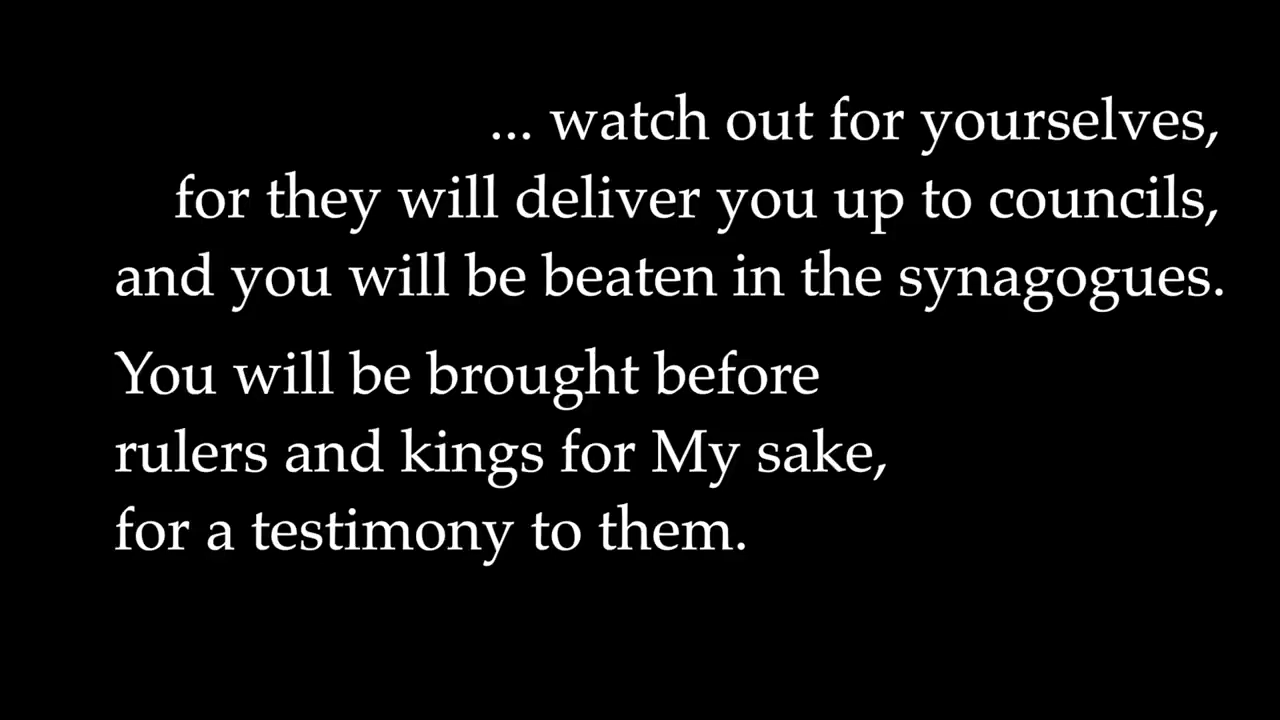 ... watch out for yourselves,
for they will deliver you up to councils,
and you will be beaten in the synagogues.
You will be brought before
rulers and kings for My sake,
for a testimony to them.